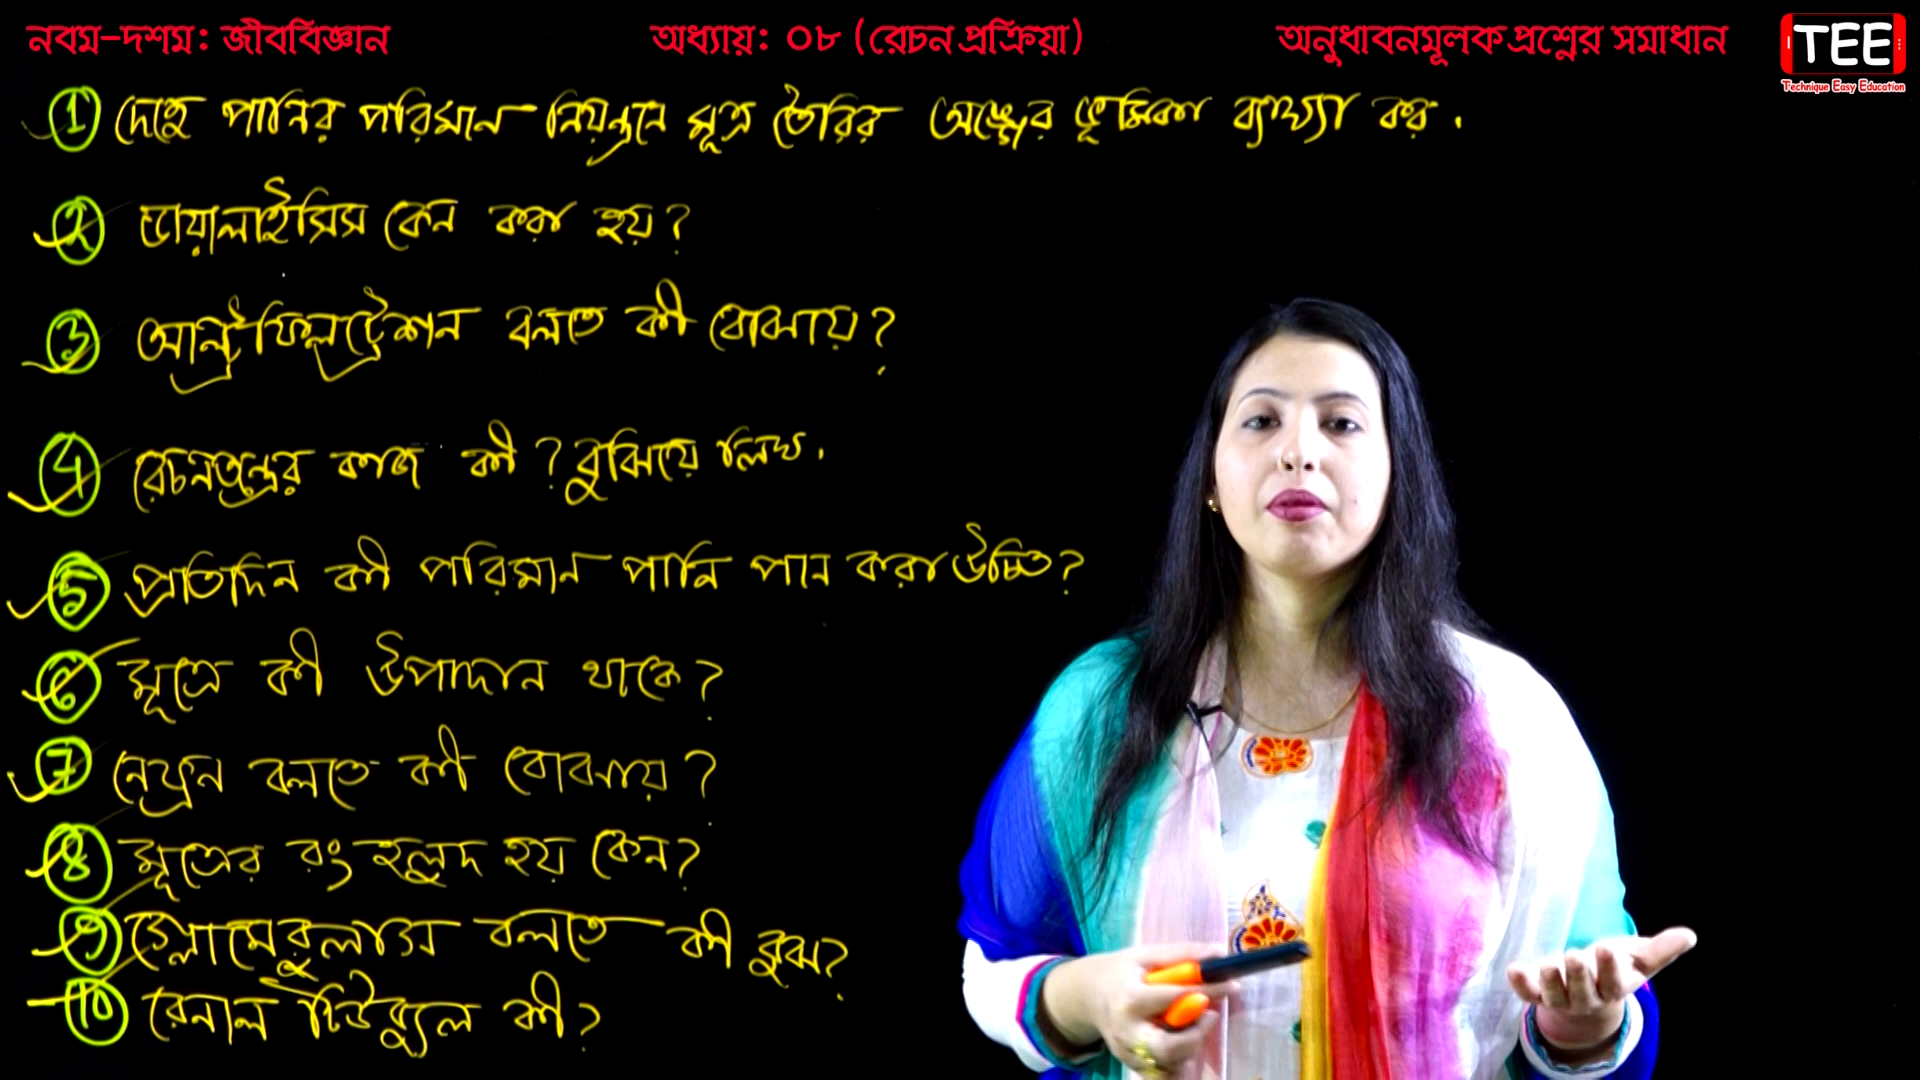 নবম-দশম: জীববিজ্ঞান
অধ্যায়: ০৮ (রেচন প্রক্রিয়া)
অনুধাবনমূলক প্রশ্নের সমাধান
TEE
Technique Easy Education
1 দেহে পানির পরিমানে নিয়ন্ত্রনে মূত্র তৈরির অঙ্গের ভূমিকা ব্যাখ্যা কর.
2 ডায়ালাইসিস কেন করা হয়?
3 আল্ট্রাফিলট্রেশন বলতে কী বোঝায়?
4 রেচনতন্ত্রের কাজ কী? বুঝিয়ে লিখ.
5 প্রতিদিন কী পরিমান পানি পান করা উচিত?
6 মূত্রে কী উপাদান থাকে?
7 নেফ্রন বলতে কী বোঝায়?
8 মূত্রের রং হলুদ হয় কেন?
9 গ্লোমেরুলাস বলতে কী বুঝ?
10 রেনাল টিউব্যুল কী?